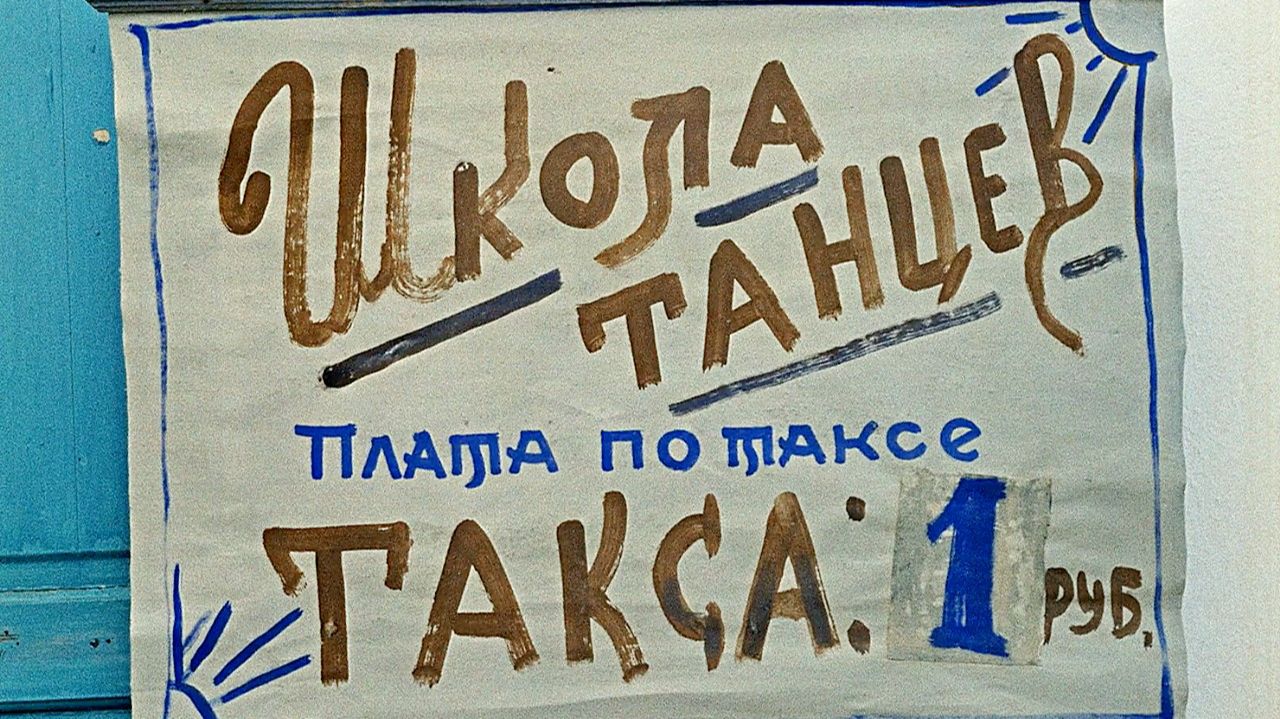 Школа
танцев
Плата по таксе
ТАКСА: 1 РУБ.